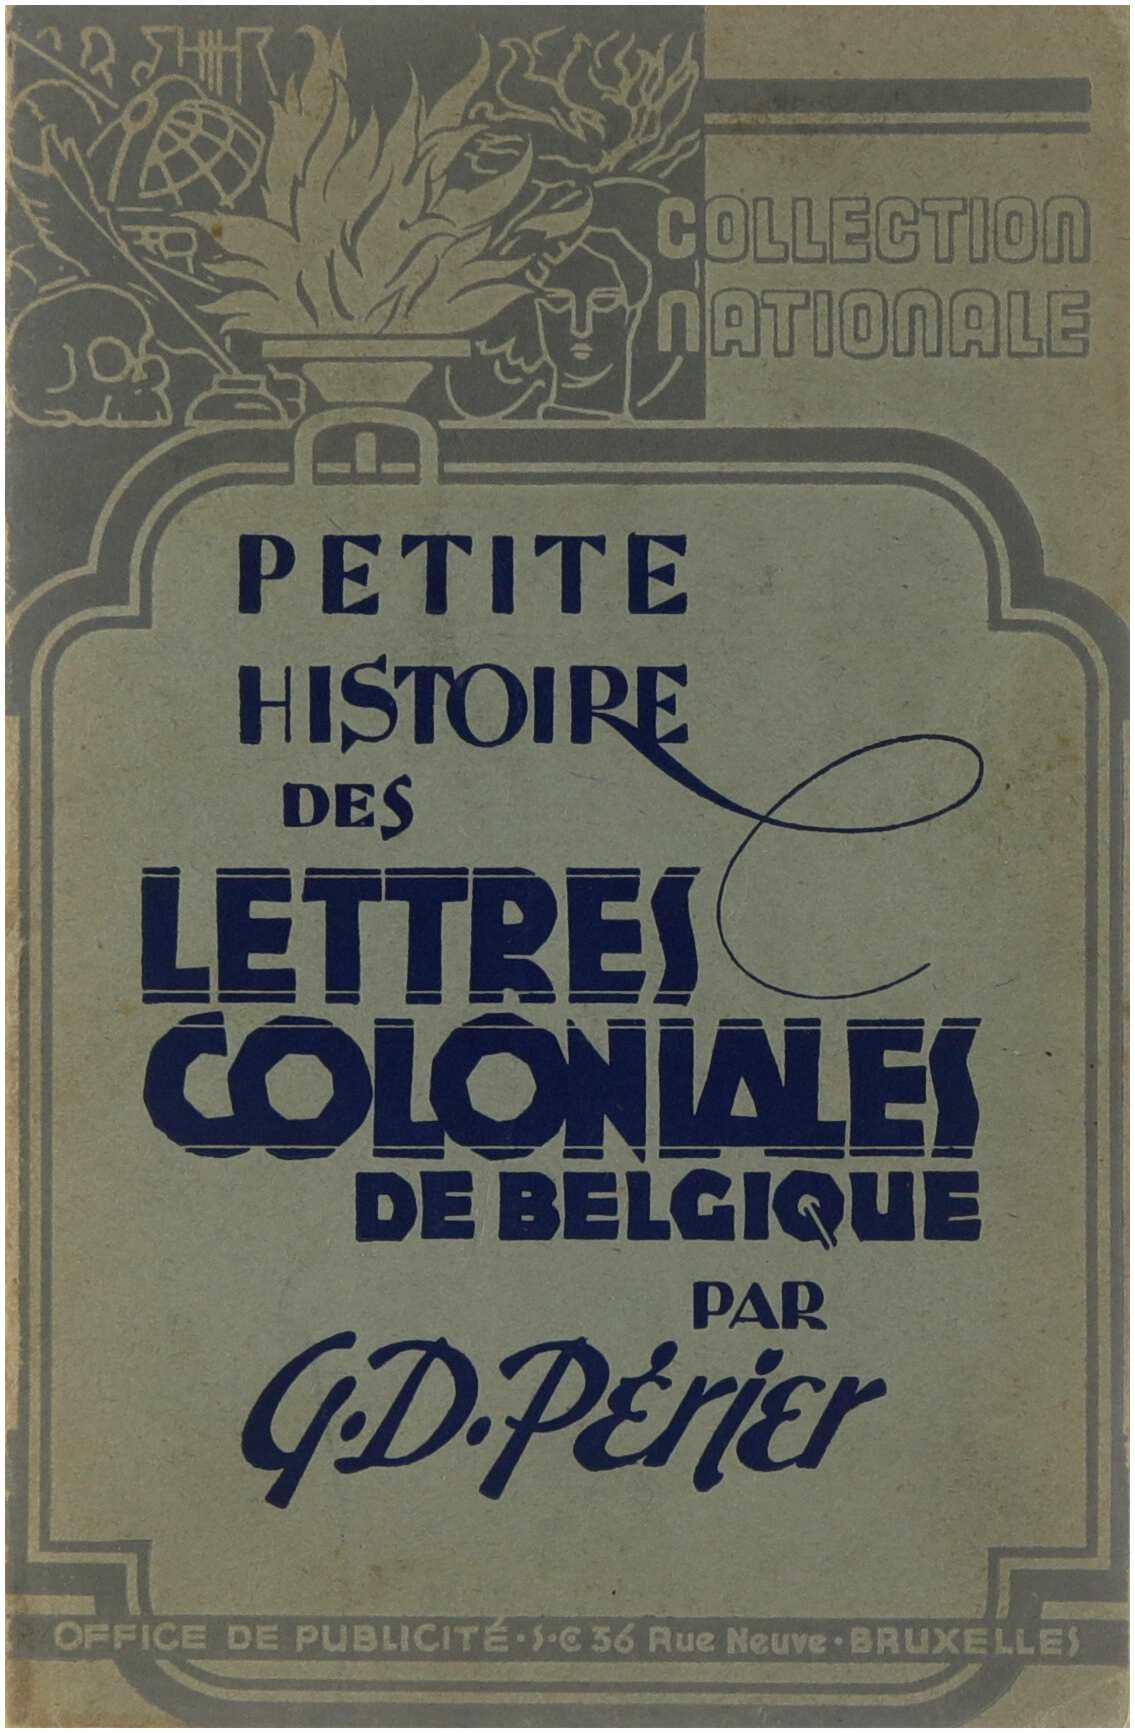 COLLECTION
NATIONALE
PETITE
HISTOIRE
DES
LETTRES
COLONIALES
DE BELGIQUE
PAR
G.D.Périer
OFFICE DE PUBLICITÉ·S·C 36 Rue Neuve·BRUXELLES